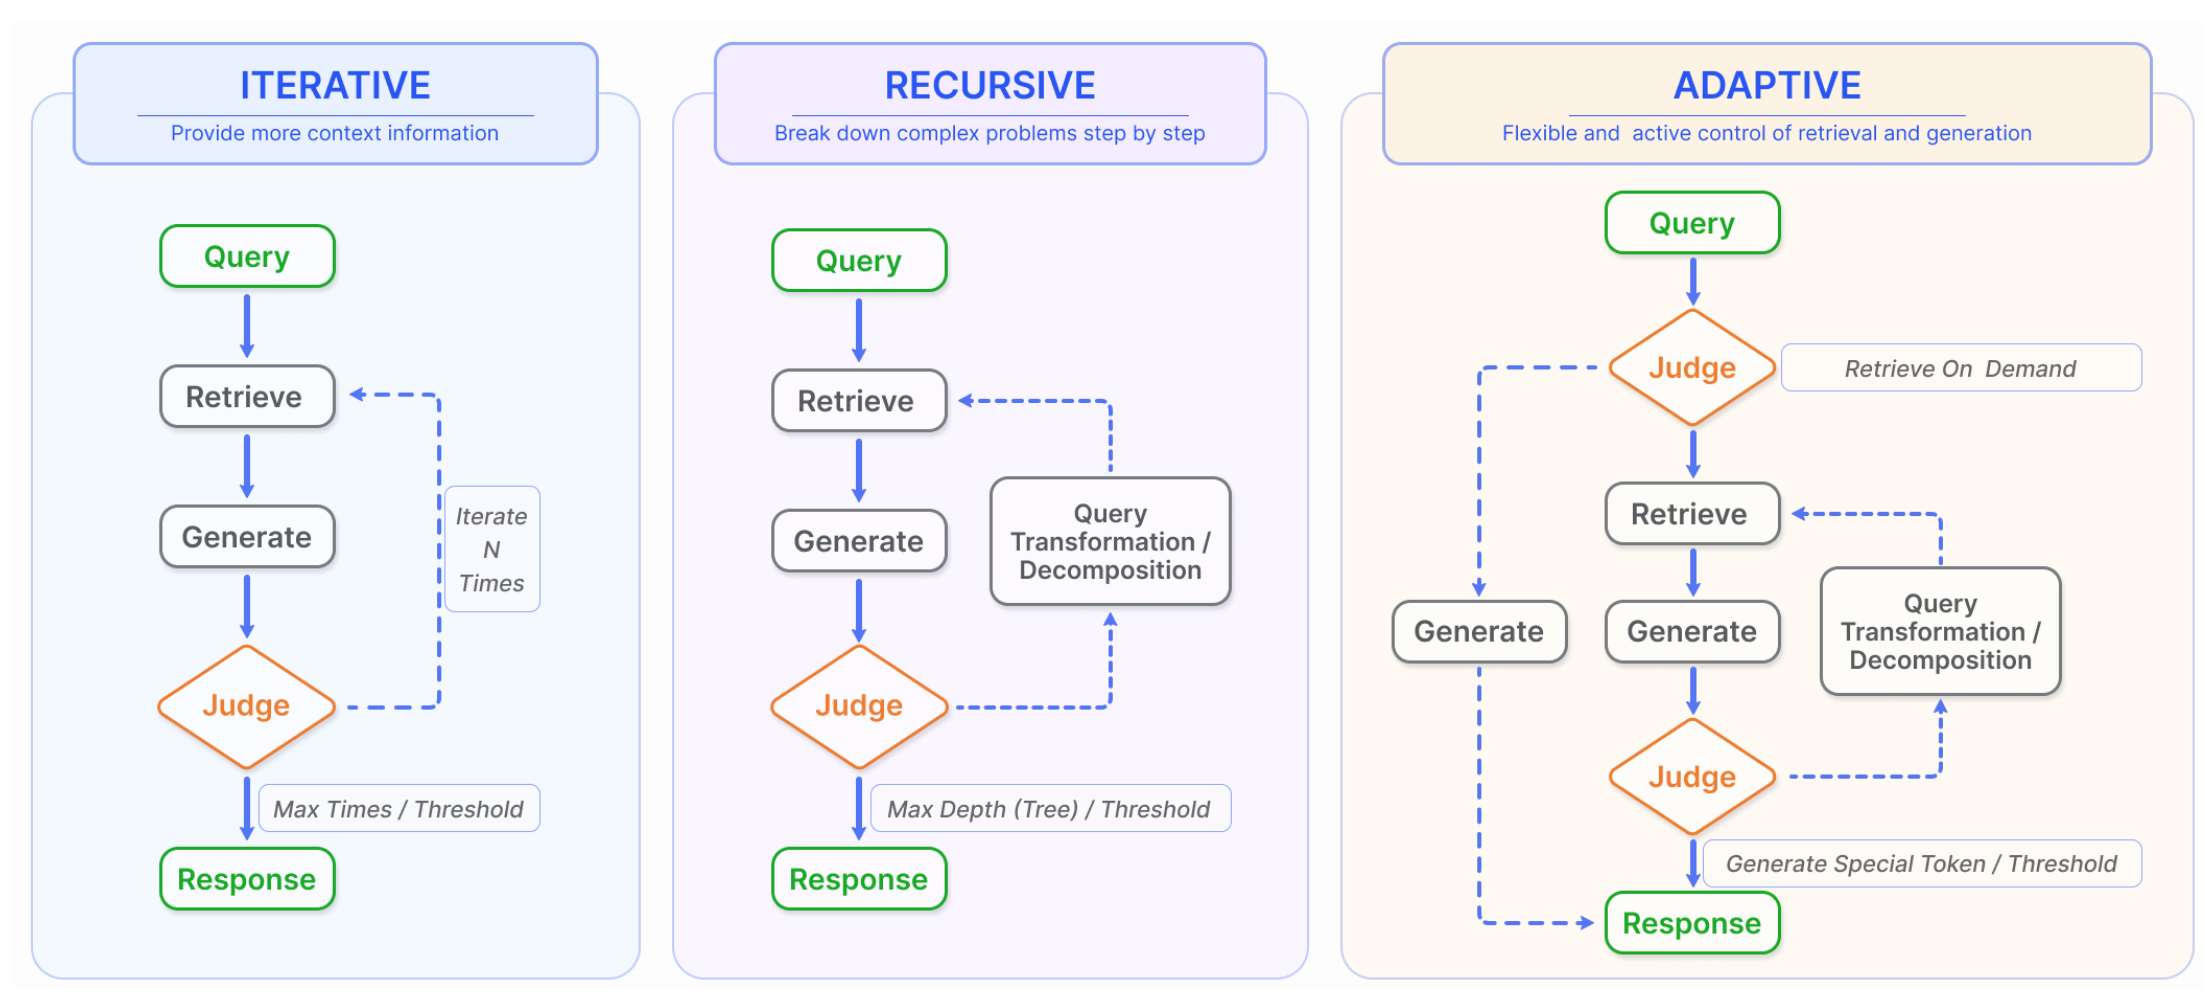 ITERATIVE
Provide more context information
Query
Retrieve
Generate
Iterate
N
Times
Judge
Max Times / Threshold
Response
RECURSIVE
Break down complex problems step by step
Query
Retrieve
Generate
Query
Transformation /
Decomposition
Judge
Max Depth (Tree) / Threshold
Response
ADAPTIVE
Flexible and active control of retrieval and generation
Query
Judge
Retrieve On Demand
Retrieve
Generate
Generate
Query
Transformation /
Decomposition
Judge
Generate Special Token / Threshold
Response